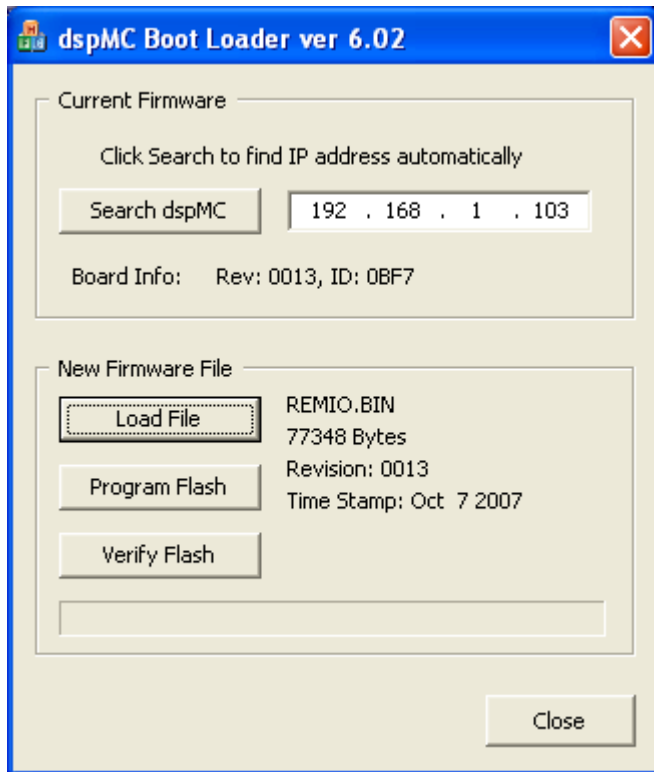 dspMC Boot Loader ver 6.02
Current Firmware
Click Search to find IP address automatically
Search dspMC 192 . 168 . 1 . 103
Board Info: Rev: 0013, ID: 0BF7
New Firmware File
Load File REMIO.BIN
77348 Bytes
Program Flash Revision: 0013
Time Stamp: Oct 7 2007
Verify Flash
Close